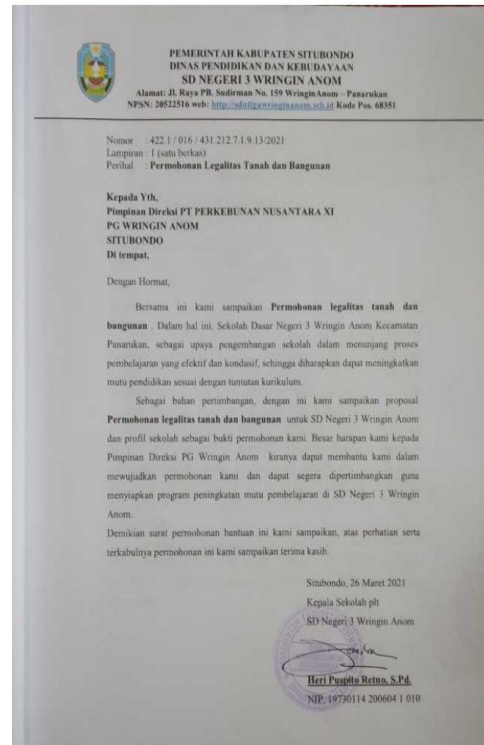 PEMERINTAH KABUPATEN SITUBONDO
DINAS PENDIDIKAN DAN KEBUDAYAAN
SD NEGERI 3 WRINGIN ANOM
Alamat: Jl. Raya PB. Sudirman No. 159 WringinAnom – Panarukan
NPSN: 20522516 web: http://sdntigawringinanom.sch.id Kode Pos. 68351
Nomor : 422.1 / 016 / 431.212.7.1.9.13/2021
Lampiran : 1 (satu berkas)
Perihal : Permohonan Legalitas Tanah dan Bangunan
Kepada Yth,
Pimpinan Direksi PT PERKEBUNAN NUSANTARA XI
PG WRINGIN ANOM
SITUBONDO
Di tempat,
Dengan Hormat,
Bersama ini kami sampaikan Permohonan legalitas tanah dan
bangunan . Dalam hal ini, Sekolah Dasar Negeri 3 Wringin Anom Kecamatan
Panarukan, sebagai upaya pengembangan sekolah dalam menunjang proses
pembelajaran yang efektif dan kondusif, sehingga diharapkan dapat meningkatkan
mutu pendidikan sesuai dengan tuntutan kurikulum.
Sebagai bahan pertimbangan, dengan ini kami sampaikan proposal
Permohonan legalitas tanah dan bangunan untuk SD Negeri 3 Wringin Anom
dan profil sekolah sebagai bukti permohonan kami. Besar harapan kami kepada
Pimpinan Direksi PG Wringin Anom kiranya dapat membantu kami dalam
mewujudkan permohonan kami dan dapat segera dipertimbangkan guna
menyiapkan program peningkatan mutu pembelajaran di SD Negeri 3 Wringin
Anom.
Demikian surat permohonan bantuan ini kami sampaikan, atas perhatian serta
terkabulnya permohonan ini kami sampaikan terima kasih.
Situbondo, 26 Maret 2021
Kepala Sekolah plt
SD Negeri 3 Wringin Anom
Heri Puspito Retno, S.Pd.
NIP. 19730114 200604 1 010